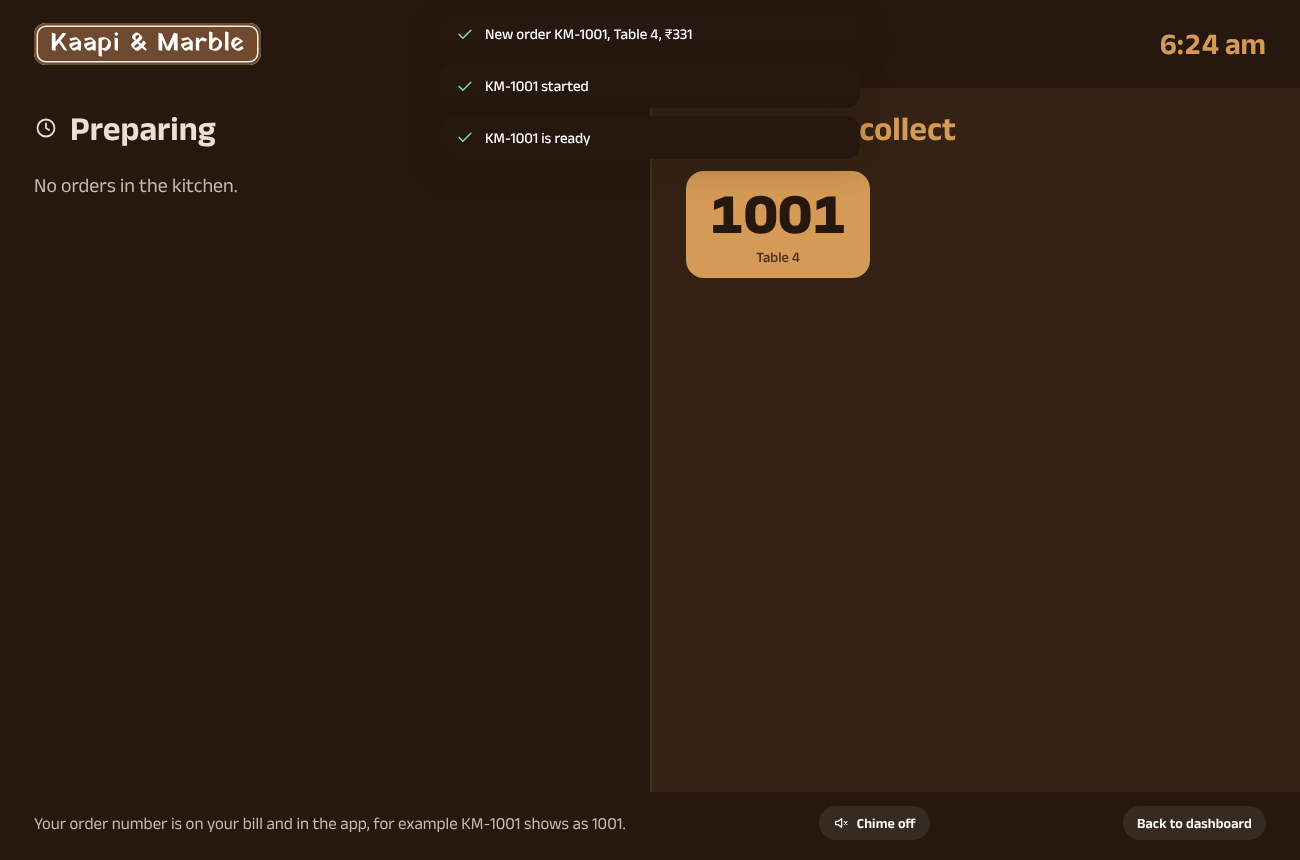 Kaapi & Marble
New order KM-1001, Table 4, ₹331
6:24 am
KM-1001 started
KM-1001 is ready
Preparing
collect
No orders in the kitchen.
1001
Table 4
Your order number is on your bill and in the app, for example KM-1001 shows as 1001.
Chime off
Back to dashboard